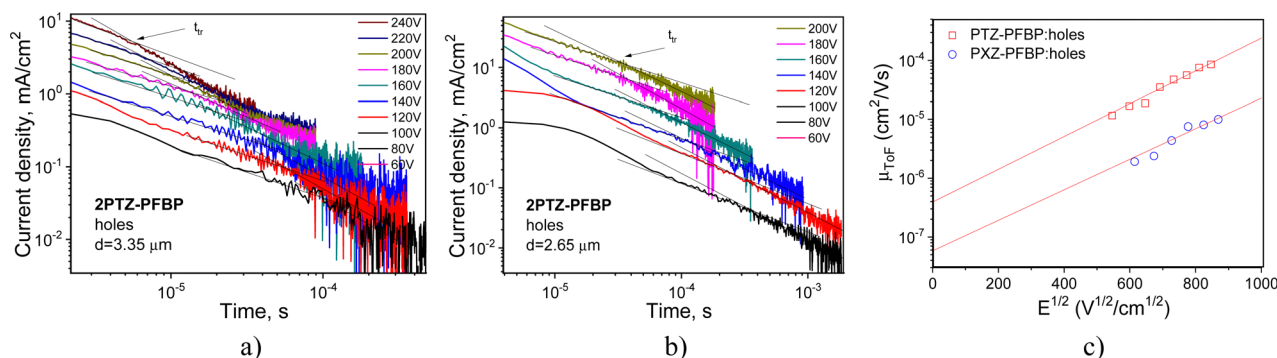 10¹
10⁰
10⁻¹
10⁻²
Current density, mA/cm²
240V
220V
200V
180V
160V
140V
120V
100V
80V
60V
t_tr
2PTZ-PFBP
holes
d=3.35 μm
10⁻⁵
10⁻⁴
Time, s
a)
10¹
10⁰
10⁻¹
10⁻²
Current density, mA/cm²
200V
180V
160V
140V
120V
100V
80V
60V
t_tr
2PTZ-PFBP
holes
d=2.65 μm
10⁻⁵
10⁻⁴
10⁻³
Time, s
b)
PTZ-PFBP:holes
PXZ-PFBP:holes
10⁻⁴
10⁻⁵
10⁻⁶
10⁻⁷
μ_ToF (cm²/Vs)
0 200 400 600 800 1000
E^1/2 (V^1/2/cm^1/2)
c)